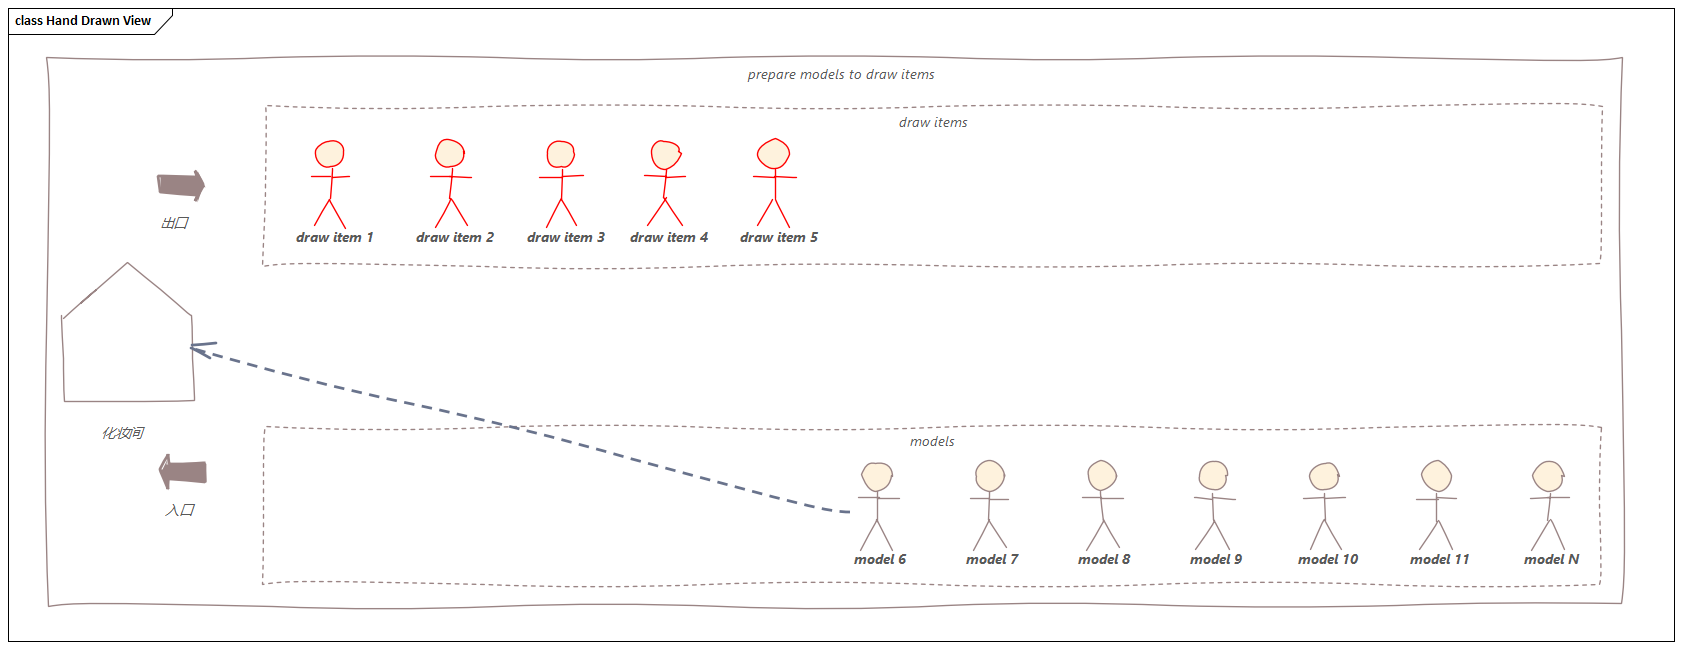 class Hand Drawn View
prepare models to draw items
draw items
draw item 1
draw item 2
draw item 3
draw item 4
draw item 5
出口
化妆间
models
入口
model 6
model 7
model 8
model 9
model 10
model 11
model N